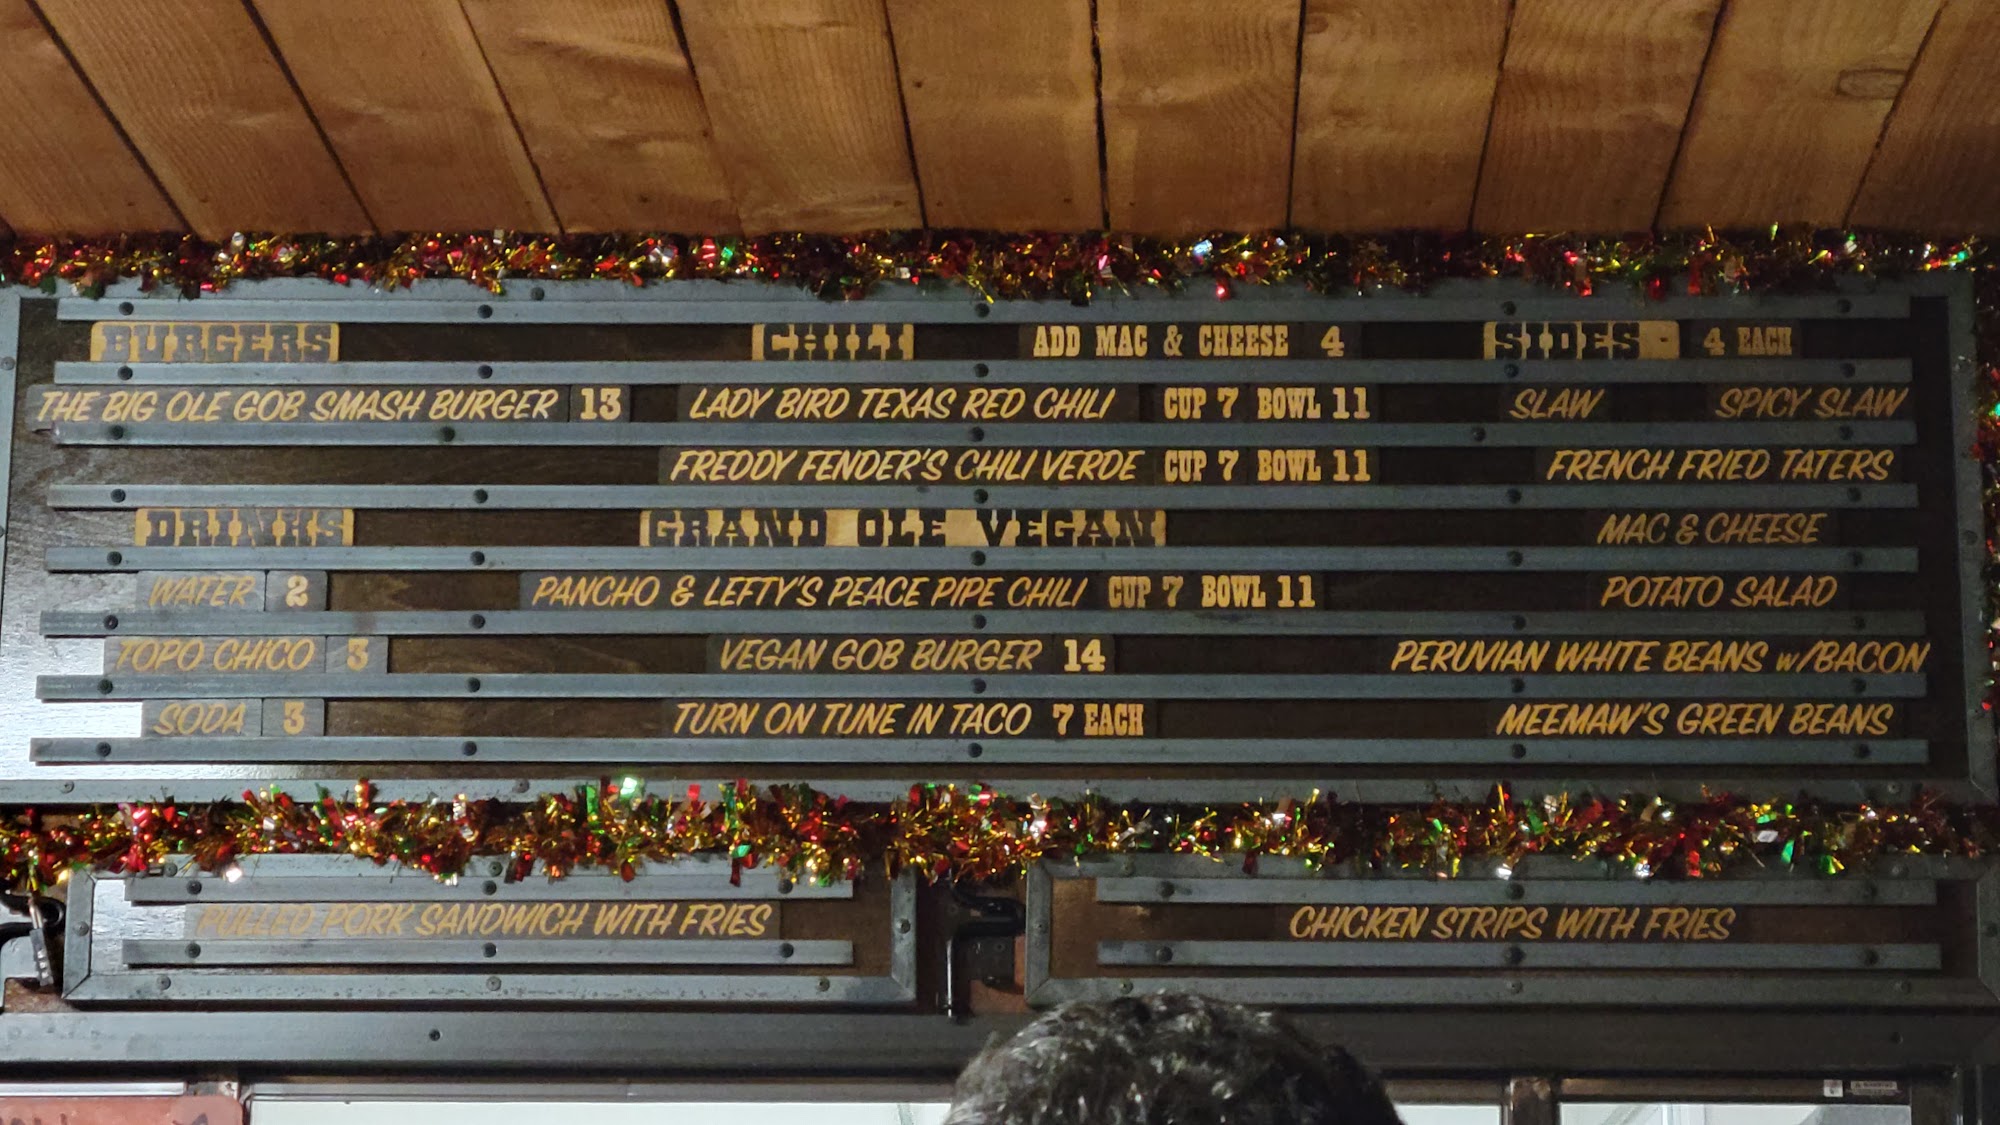 BURGERS
THE BIG OLE GOB SMASH BURGER 13
DRINKS
WATER 2
TOPO CHICO 3
SODA 3
CHILI ADD MAC & CHEESE 4
LADY BIRD TEXAS RED CHILI CUP 7 BOWL 11
FREDDY FENDER'S CHILI VERDE CUP 7 BOWL 11
GRAND OLE VEGAN
PANCHO & LEFTY'S PEACE PIPE CHILI CUP 7 BOWL 11
VEGAN GOB BURGER 14
TURN ON TUNE IN TACO 7 EACH
SIDES - 4 EACH
SLAW SPICY SLAW
FRENCH FRIED TATERS
MAC & CHEESE
POTATO SALAD
PERUVIAN WHITE BEANS w/BACON
MEEMAW'S GREEN BEANS
PULLED PORK SANDWICH WITH FRIES
CHICKEN STRIPS WITH FRIES